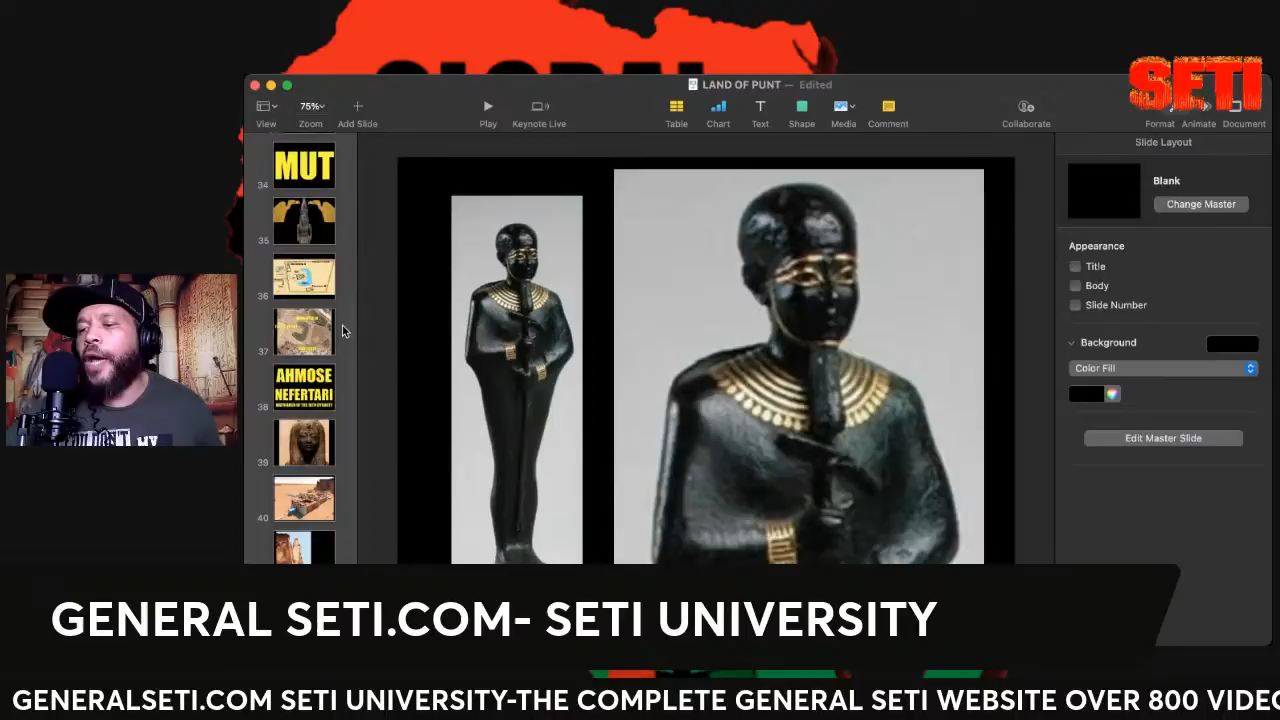 GLOBAL
SETI
LAND OF PUNT — Edited
75%
View
Zoom
Add Slide
Play
Keynote Live
Table
Chart
Text
Shape
Media
Comment
Collaborate
Format
Animate
Document
34
MUT
35
36
37
38
AHMOSE
NEFERTARI
39
40
Slide Layout
Blank
Change Master
Appearance
Title
Body
Slide Number
Background
Color Fill
Edit Master Slide
GENERAL SETI.COM- SETI UNIVERSITY
GENERALSETI.COM SETI UNIVERSITY-THE COMPLETE GENERAL SETI WEBSITE OVER 800 VIDEO